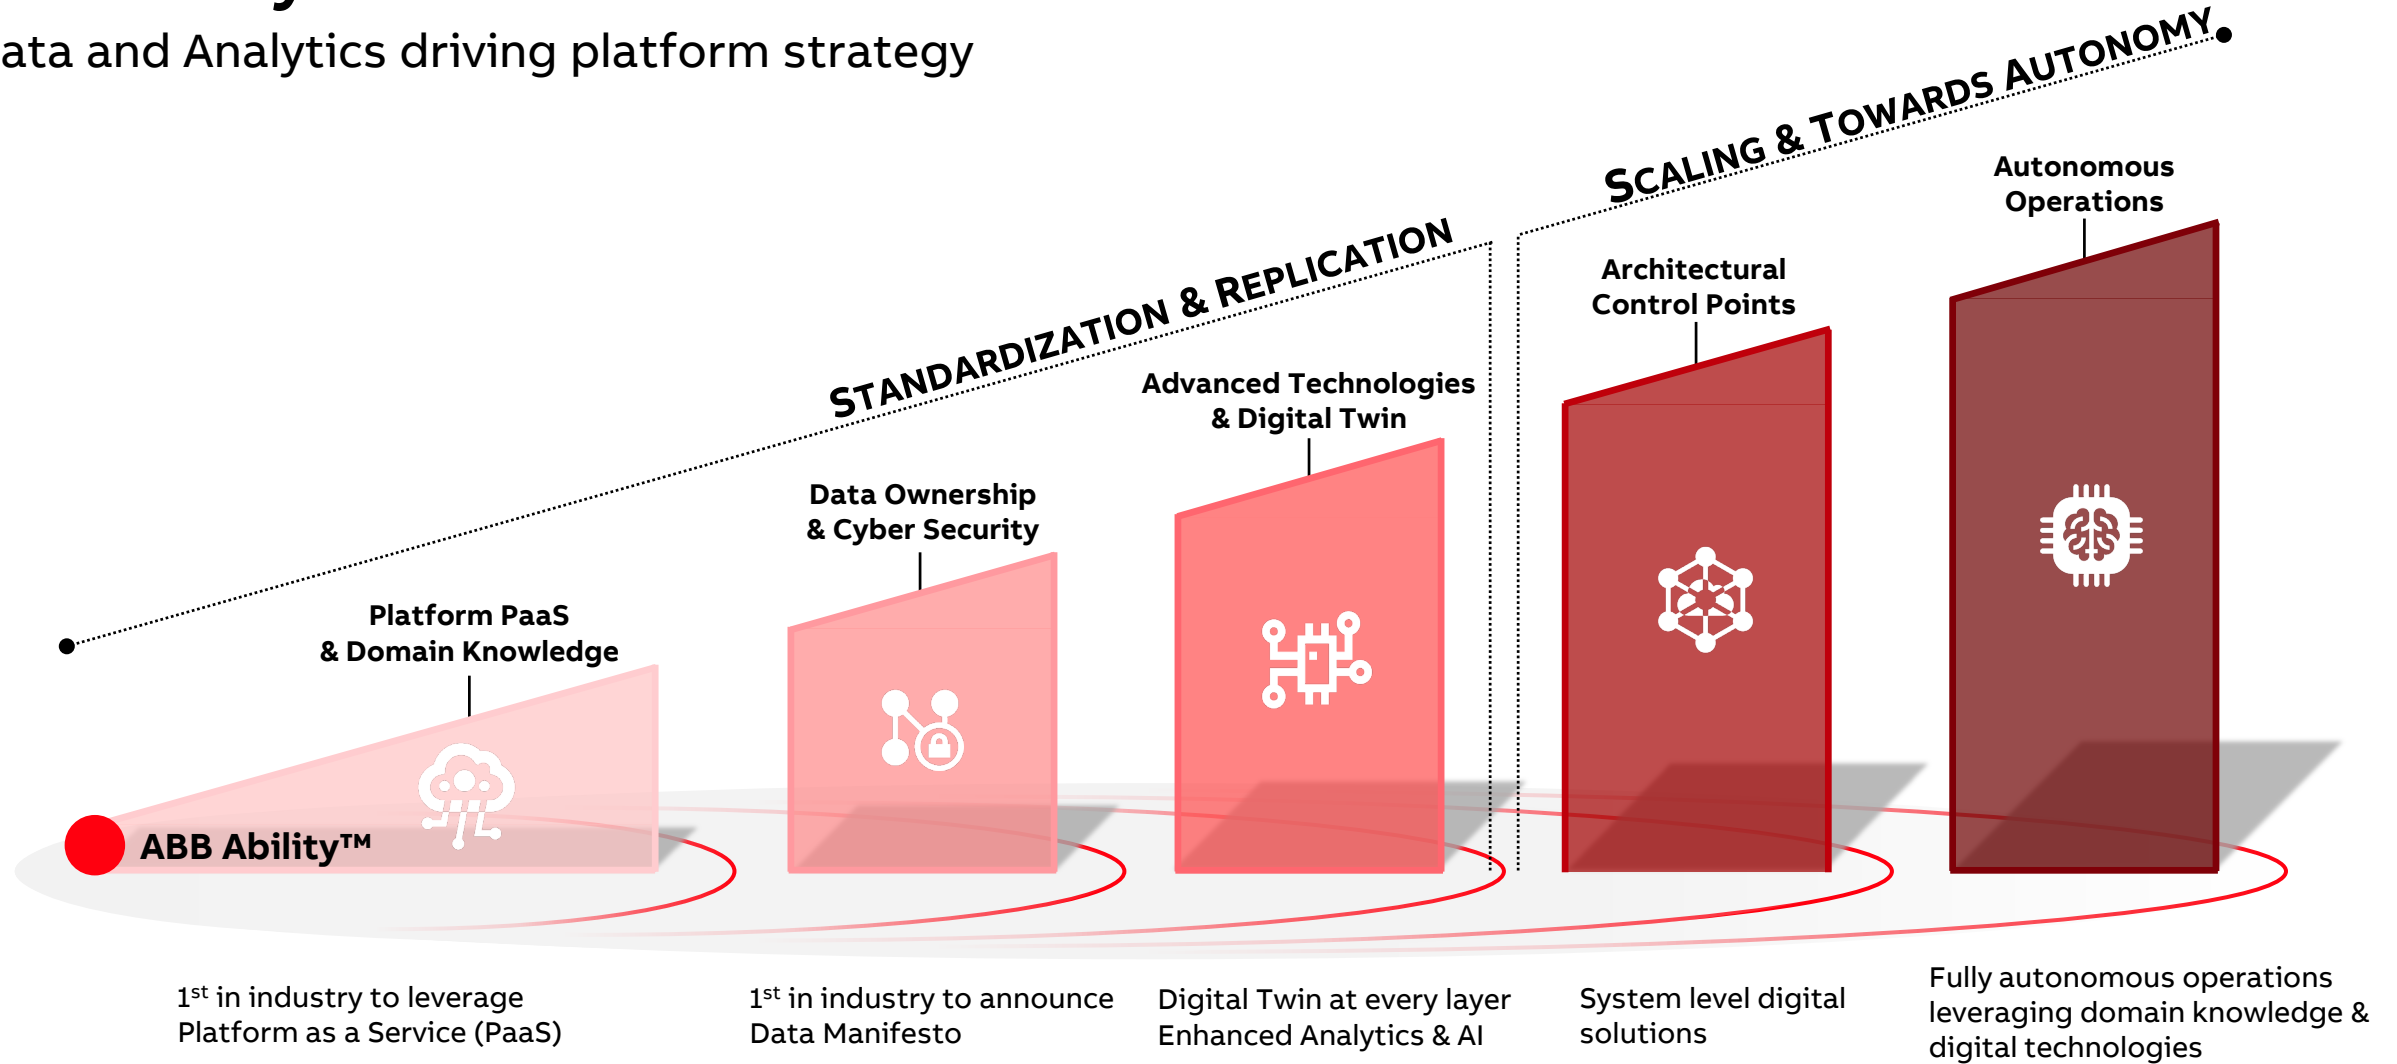 ata and Analytics driving platform strategy
SCALING & TOWARDS AUTONOMY
STANDARDIZATION & REPLICATION
Autonomous
Operations
Architectural
Control Points
Advanced Technologies
& Digital Twin
Data Ownership
& Cyber Security
Platform PaaS
& Domain Knowledge
ABB Ability™
1st in industry to leverage
Platform as a Service (PaaS)
1st in industry to announce
Data Manifesto
Digital Twin at every layer
Enhanced Analytics & AI
System level digital
solutions
Fully autonomous operations
leveraging domain knowledge &
digital technologies